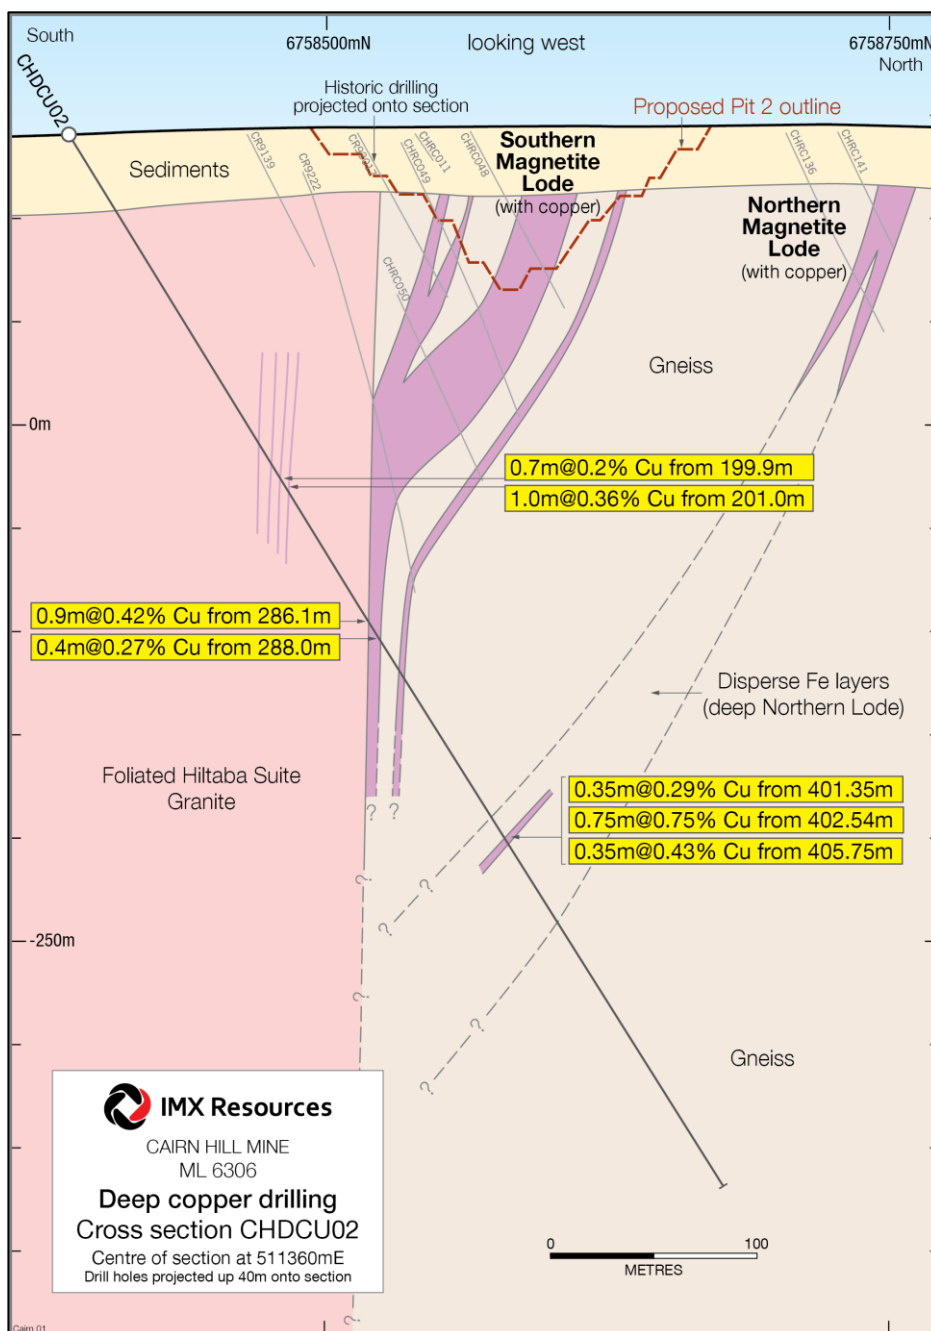 South
6758500mN
looking west
6758750mN
North
CHDCU02
Historic drilling
projected onto section
Proposed Pit 2 outline
CR9139
CR9222
CHRC049
CHRC011
CHRC048
CHRC136
CHRC141
Sediments
Southern
Magnetite
Lode
(with copper)
Northern
Magnetite
Lode
(with copper)
CHRC050
Gneiss
0m
0.7m@0.2% Cu from 199.9m
1.0m@0.36% Cu from 201.0m
0.9m@0.42% Cu from 286.1m
0.4m@0.27% Cu from 288.0m
Disperse Fe layers
(deep Northern Lode)
Foliated Hiltaba Suite
Granite
0.35m@0.29% Cu from 401.35m
0.75m@0.75% Cu from 402.54m
0.35m@0.43% Cu from 405.75m
? ?
?
?
?
-250m
?
?
?
Gneiss
IMX Resources
CAIRN HILL MINE
ML 6306
Deep copper drilling
Cross section CHDCU02
Centre of section at 511360mE
Drill holes projected up 40m onto section
0 100
METRES
?
Cairn 01